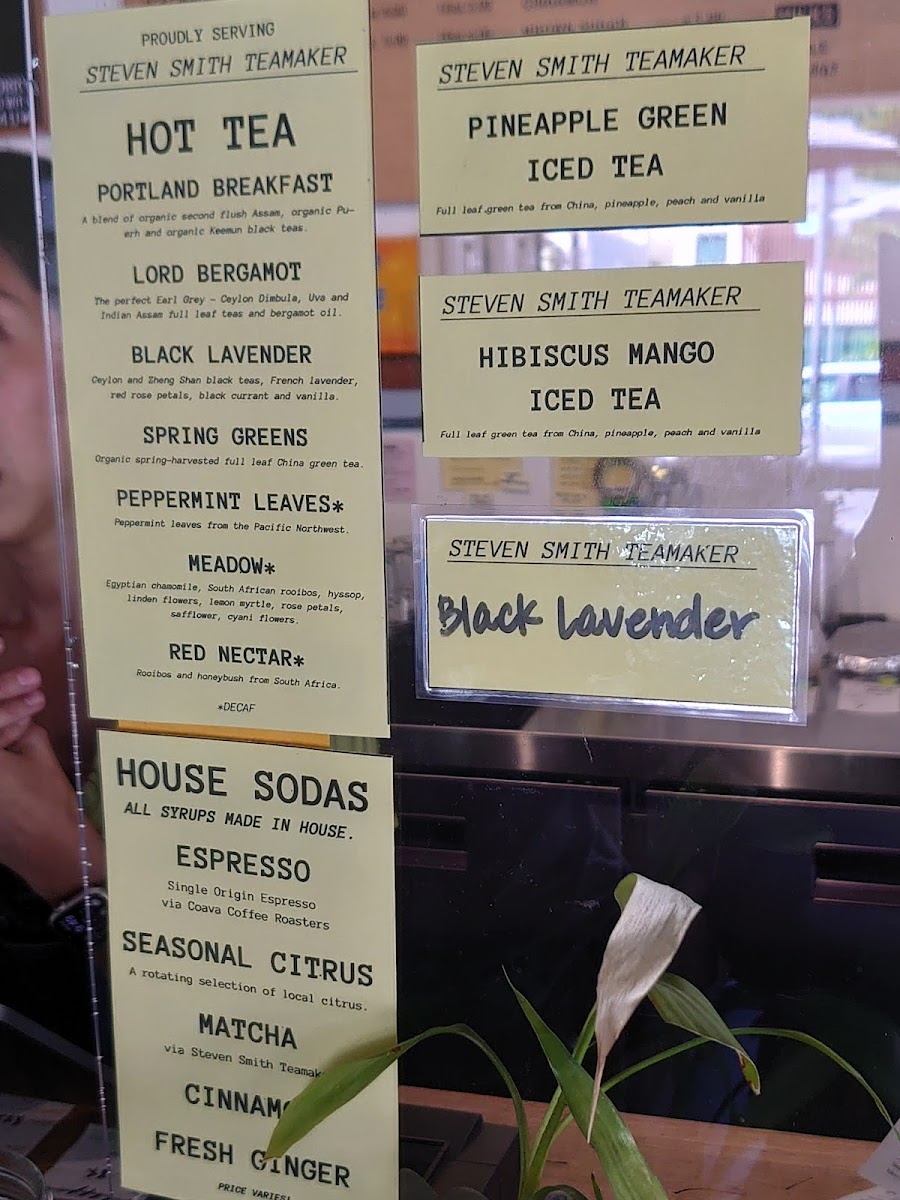 PROUDLY SERVING
STEVEN SMITH TEAMAKER
HOT TEA
PORTLAND BREAKFAST
A blend of organic second flush Assam, organic Pu-
erh and organic Keemun black teas.
LORD BERGAMOT
The perfect Earl Grey - Ceylon Dimbula, Uva and
Indian Assam full leaf teas and bergamot oil.
BLACK LAVENDER
Ceylon and Zheng Shan black teas, French lavender,
red rose petals, black currant and vanilla.
SPRING GREENS
Organic spring-harvested full leaf China green tea.
PEPPERMINT LEAVES*
Peppermint leaves from the Pacific Northwest.
MEADOW*
Egyptian chamomile, South African rooibos, hyssop,
linden flowers, lemon myrtle, rose petals,
safflower, cyani flowers.
RED NECTAR*
Rooibos and honeybush from South Africa.
*DECAF
HOUSE SODAS
ALL SYRUPS MADE IN HOUSE.
ESPRESSO
Single Origin Espresso
via Coava Coffee Roasters
SEASONAL CITRUS
A rotating selection of local citrus.
MATCHA
via Steven Smith Teamak
CINNAM
FRESH GINGER
PRICE VARIES!
STEVEN SMITH TEAMAKER
PINEAPPLE GREEN
ICED TEA
Full leaf green tea from China, pineapple, peach and vanilla
STEVEN SMITH TEAMAKER
HIBISCUS MANGO
ICED TEA
Full leaf green tea from China, pineapple, peach and vanilla
STEVEN SMITH TEAMAKER
Black Lavender